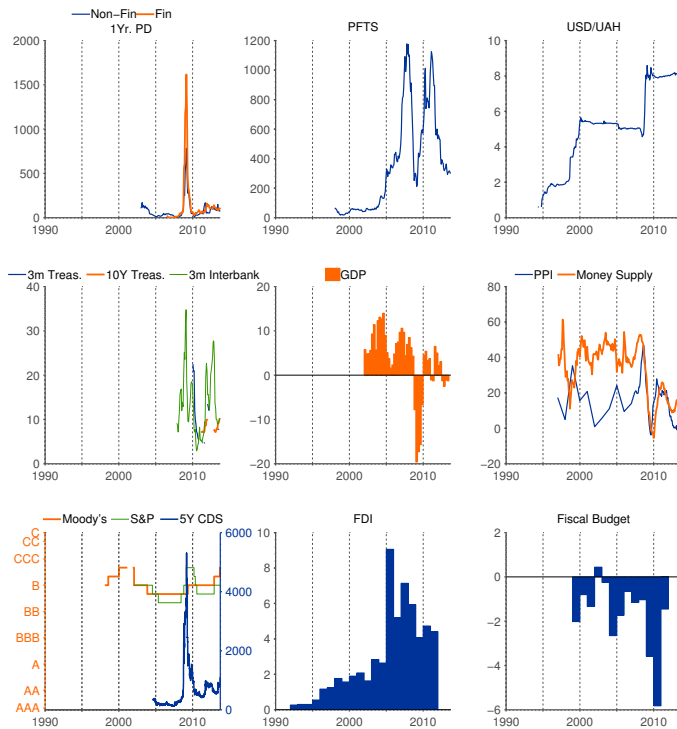 Non-Fin Fin
1Yr. PD
2000
1500
1000
500
0
1990 2000 2010
PFTS
1200
1000
800
600
400
200
0
1990 2000 2010
USD/UAH
8
6
4
2
0
1990 2000 2010
3m Treas. 10Y Treas. 3m Interbank
40
30
20
10
0
1990 2000 2010
GDP
20
10
0
−10
−20
1990 2000 2010
PPI Money Supply
80
60
40
20
0
−20
1990 2000 2010
Moody's S&P 5Y CDS
C
CC
CCC
B
BB
BBB
A
AA
AAA
6000
4000
2000
0
1990 2000 2010
FDI
10
8
6
4
2
0
1990 2000 2010
Fiscal Budget
2
0
−2
−4
−6
1990 2000 2010